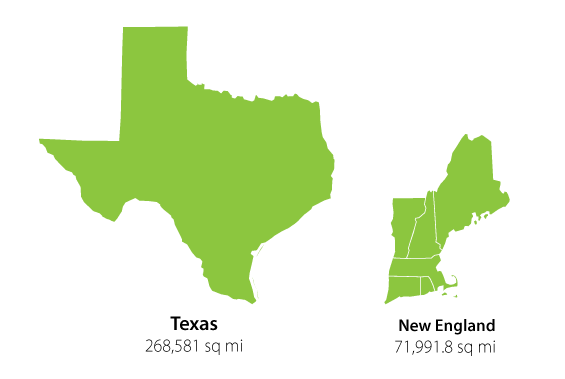 Texas
268,581 sq mi
New England
71,991.8 sq mi